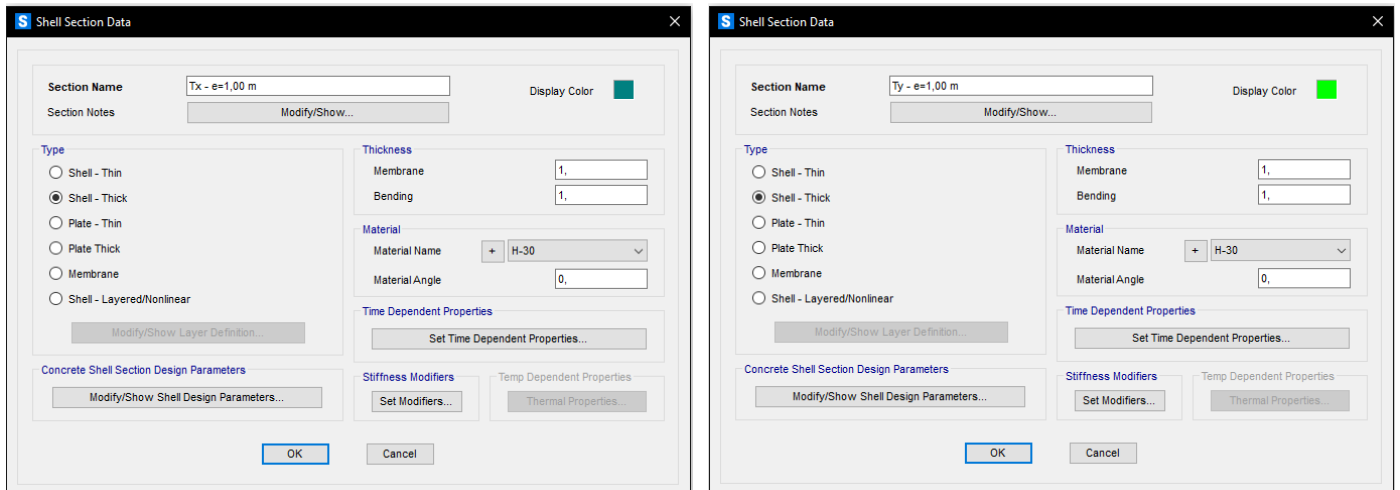 S Shell Section Data
Section Name Tx - e=1,00 m Display Color
Section Notes Modify/Show...
Type
Shell - Thin
Shell - Thick
Plate - Thin
Plate Thick
Membrane
Shell - Layered/Nonlinear
Modify/Show Layer Definition...
Thickness
Membrane 1,
Bending 1,
Material
Material Name + H-30
Material Angle 0,
Time Dependent Properties
Set Time Dependent Properties...
Concrete Shell Section Design Parameters
Modify/Show Shell Design Parameters...
Stiffness Modifiers
Set Modifiers...
Temp Dependent Properties
Thermal Properties...
OK Cancel
S Shell Section Data
Section Name Ty - e=1,00 m Display Color
Section Notes Modify/Show...
Type
Shell - Thin
Shell - Thick
Plate - Thin
Plate Thick
Membrane
Shell - Layered/Nonlinear
Modify/Show Layer Definition...
Thickness
Membrane 1,
Bending 1,
Material
Material Name + H-30
Material Angle 0,
Time Dependent Properties
Set Time Dependent Properties...
Concrete Shell Section Design Parameters
Modify/Show Shell Design Parameters...
Stiffness Modifiers
Set Modifiers...
Temp Dependent Properties
Thermal Properties...
OK Cancel